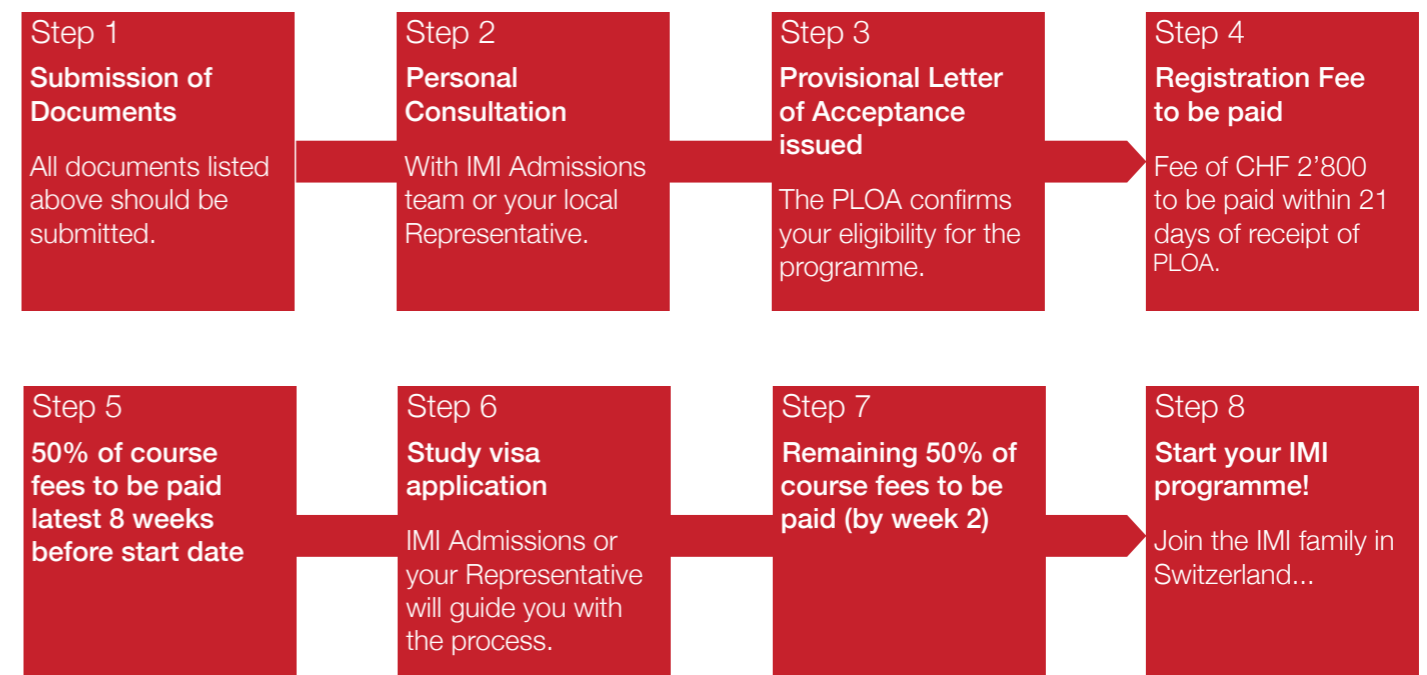 Step 1
Submission of
Documents
All documents listed
above should be
submitted.
Step 2
Personal
Consultation
With IMI Admissions
team or your local
Representative.
Step 3
Provisional Letter
of Acceptance
issued
The PLOA confirms
your eligibility for the
programme.
Step 4
Registration Fee
to be paid
Fee of CHF 2’800
to be paid within 21
days of receipt of
PLOA.
Step 5
50% of course
fees to be paid
latest 8 weeks
before start date
Step 6
Study visa
application
IMI Admissions or
your Representative
will guide you with
the process.
Step 7
Remaining 50% of
course fees to be
paid (by week 2)
Step 8
Start your IMI
programme!
Join the IMI family in
Switzerland...